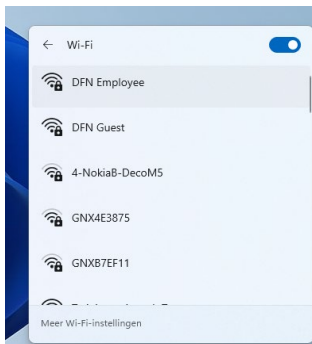 Wi-Fi
DFN Employee
DFN Guest
4-NokiaB-DecoM5
GNX4E3875
GNXB7EF11
Meer Wi-Fi-instellingen